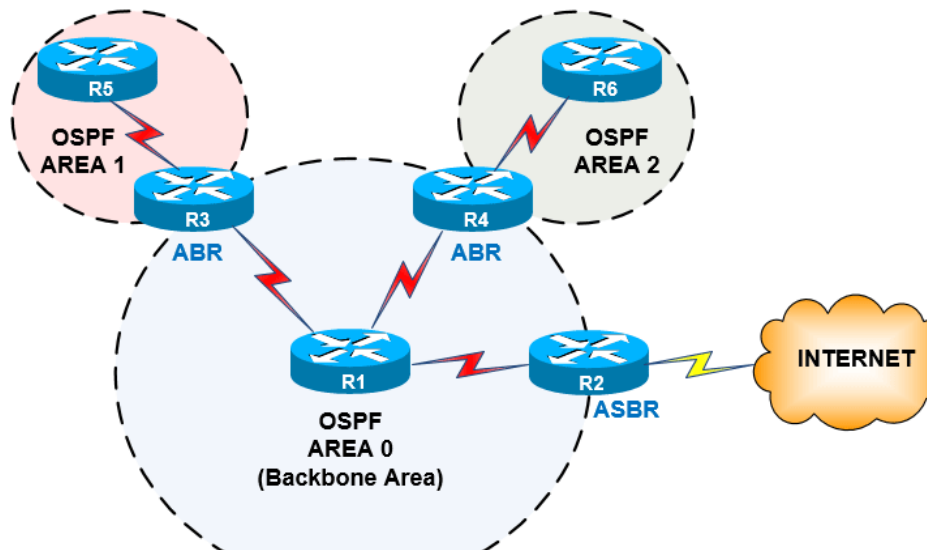 R5
OSPF
AREA 1
R6
OSPF
AREA 2
R3
ABR
R4
ABR
R1
OSPF
AREA 0
(Backbone Area)
R2
ASBR
INTERNET